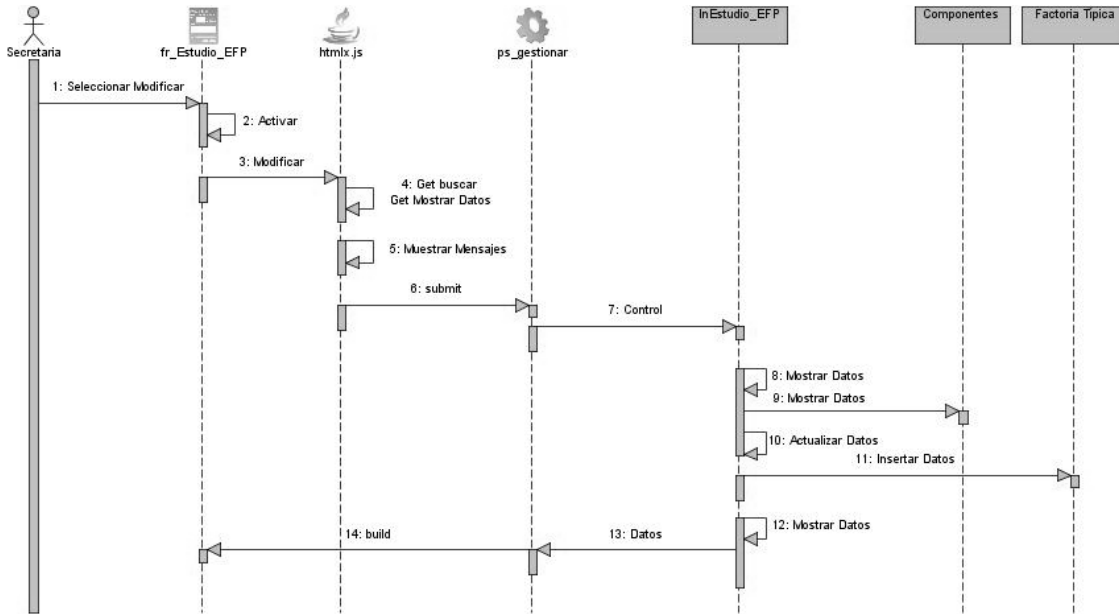 Secretaria
fr_Estudio_EFP
htmlx.js
ps_gestionar
InEstudio_EFP
Componentes
Factoria Típica
1: Seleccionar Modificar
2: Activar
3: Modificar
4: Get buscar
Get Mostrar Datos
5: Muestrar Mensajes
6: submit
7: Control
8: Mostrar Datos
9: Mostrar Datos
10: Actualizar Datos
11: Insertar Datos
12: Mostrar Datos
13: Datos
14: build